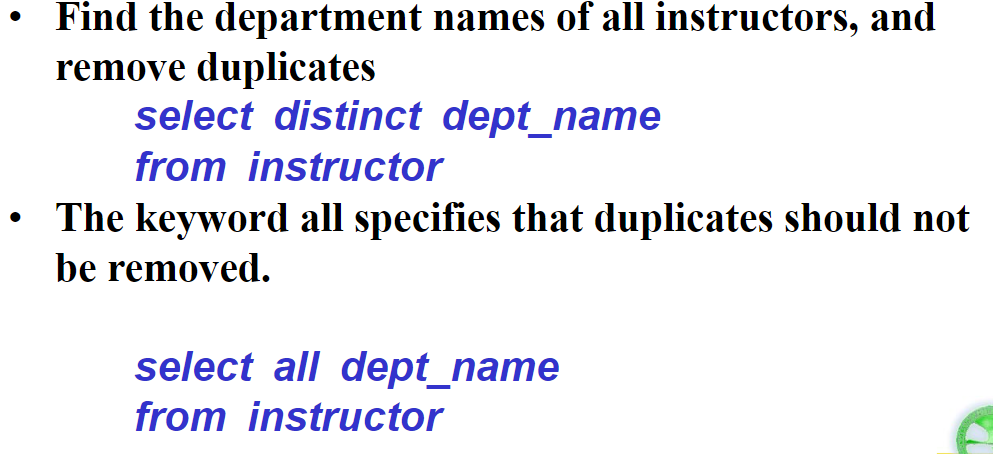 • Find the department names of all instructors, and
remove duplicates
select distinct dept_name
from instructor
• The keyword all specifies that duplicates should not
be removed.
select all dept_name
from instructor